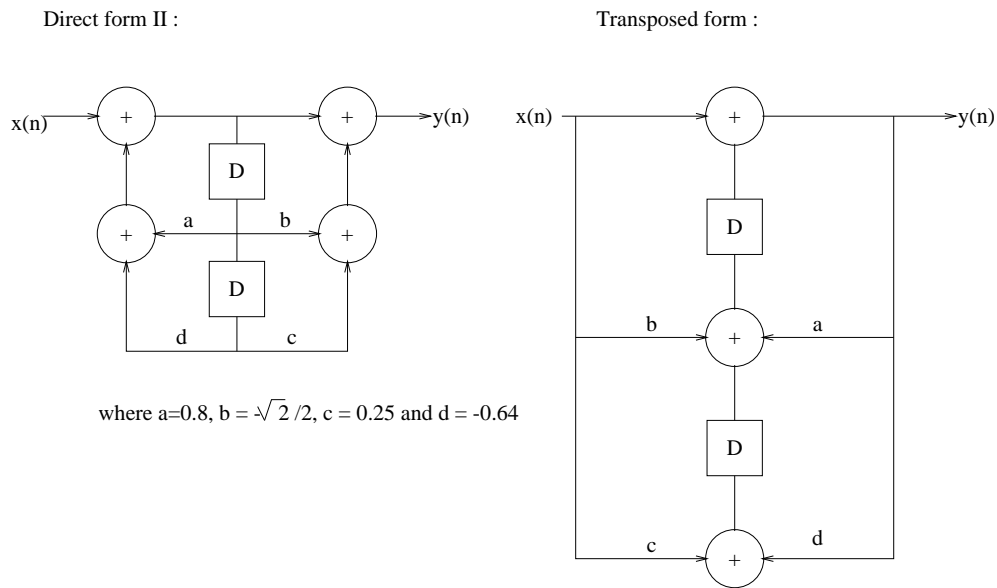 Direct form II :
Transposed form :
x(n)
+
+
y(n)
D
+
a
b
+
D
d
c
where a=0.8, b = -√2 /2, c = 0.25 and d = -0.64
x(n)
+
y(n)
D
b
+
a
D
c
+
d